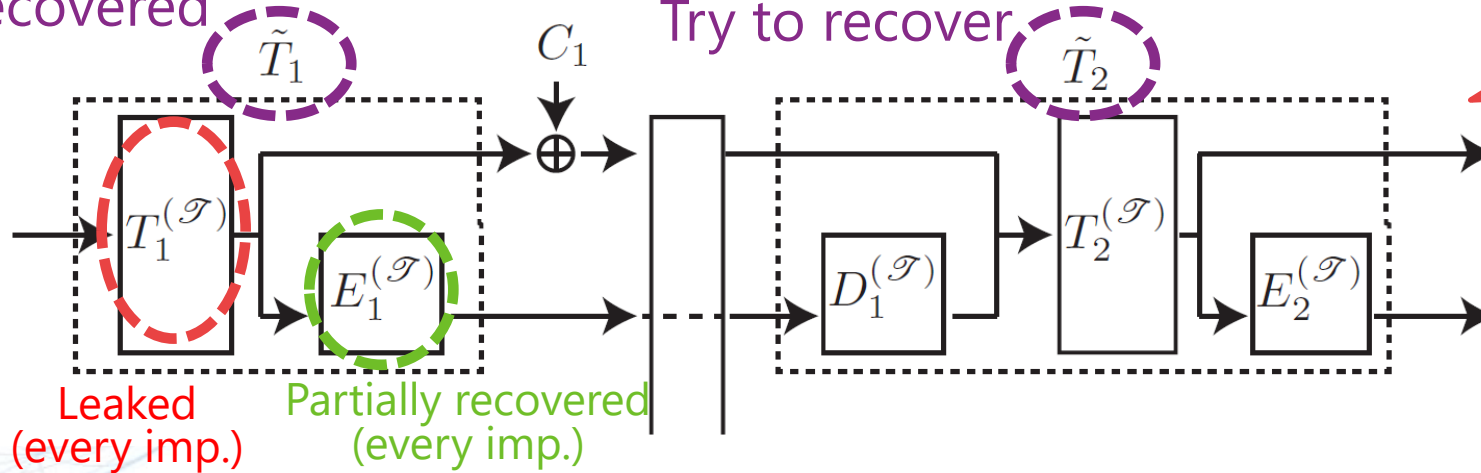 ecovered
Try to recover
T̃₁
C₁
T̃₂
T₁^(𝒯)
E₁^(𝒯)
D₁^(𝒯)
T₂^(𝒯)
E₂^(𝒯)
Leaked
(every imp.)
Partially recovered
(every imp.)